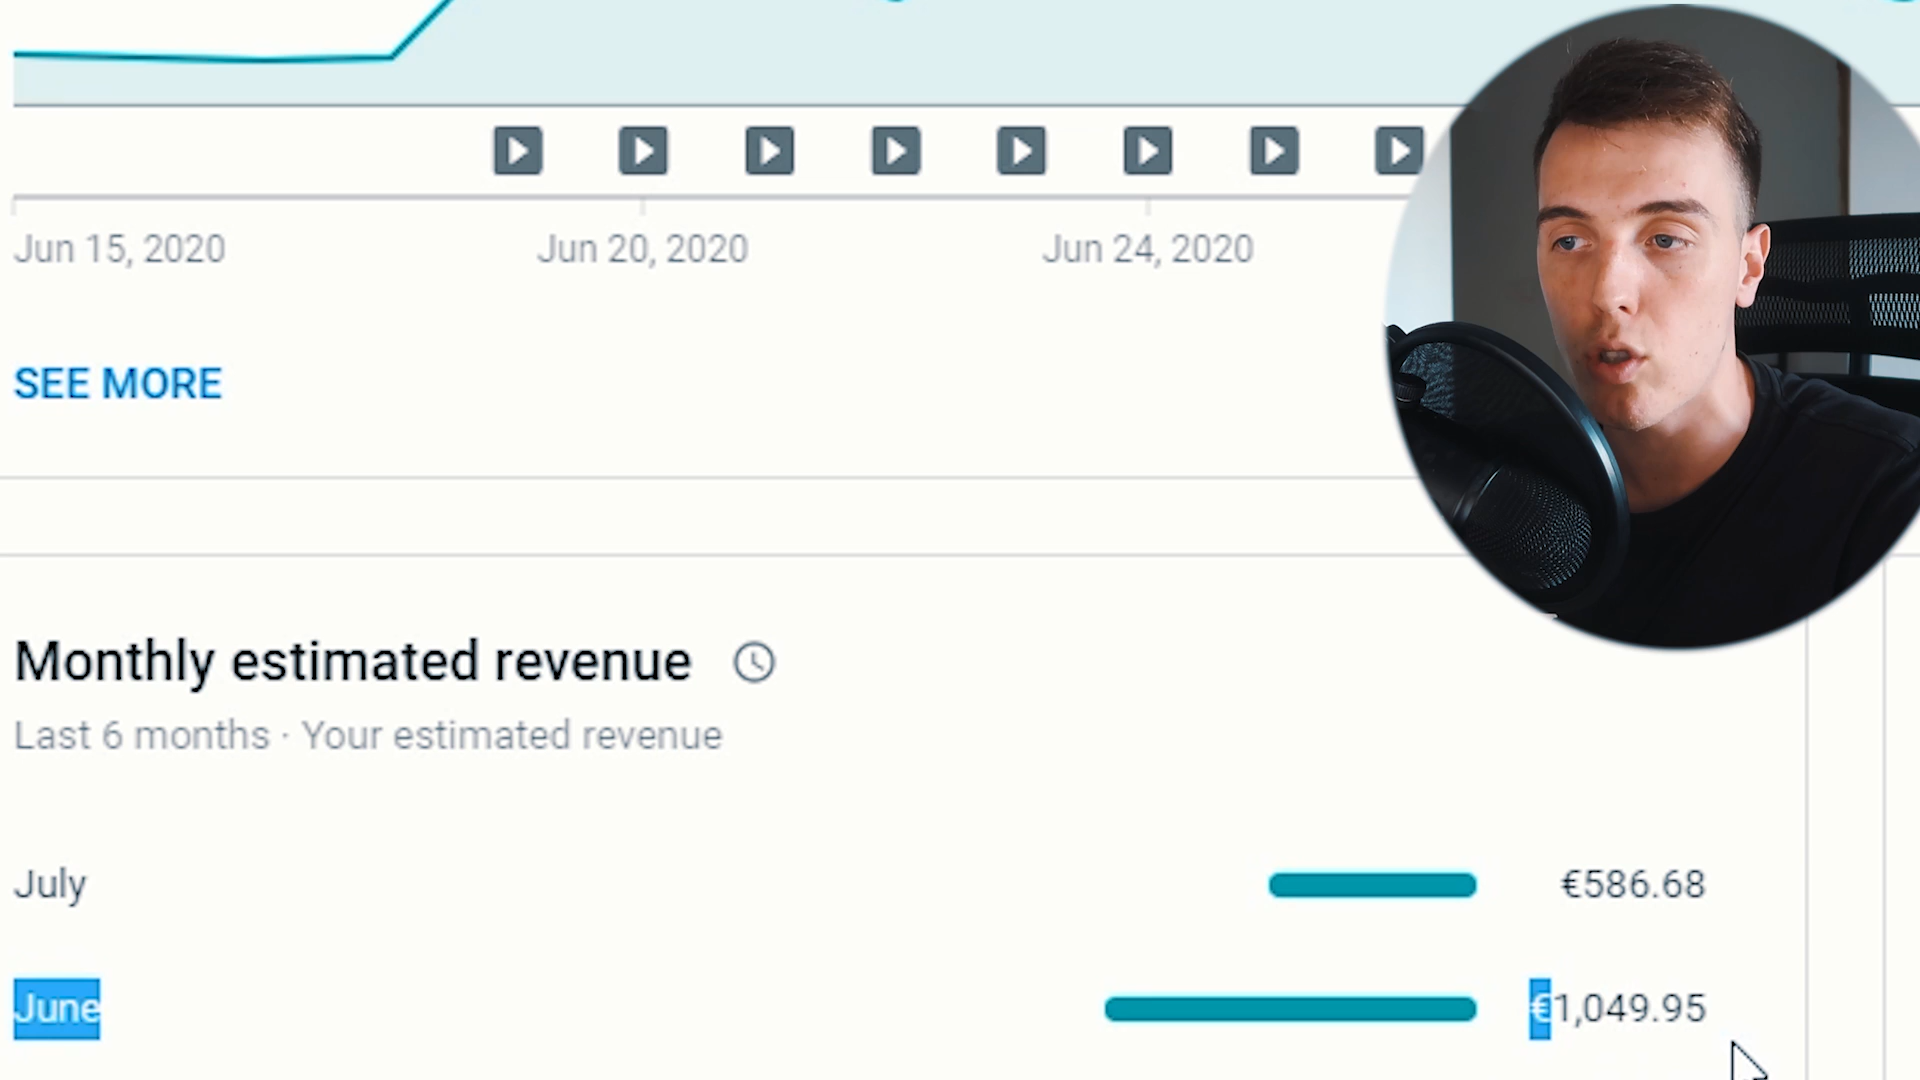 Jun 15, 2020 Jun 20, 2020 Jun 24, 2020
SEE MORE
Monthly estimated revenue
Last 6 months · Your estimated revenue
July €586.68
June €1,049.95